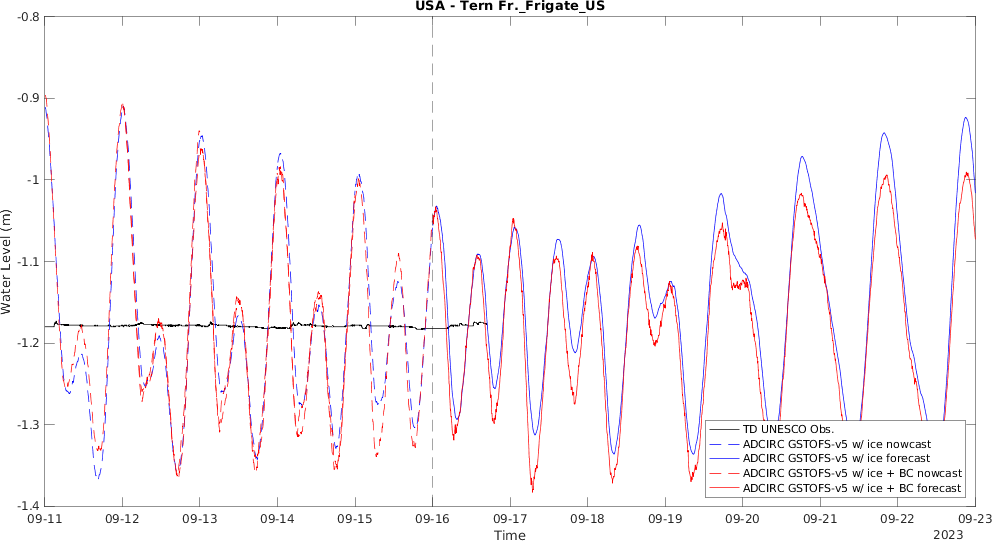 USA - Tern Fr._Frigate_US
Water Level (m)
-0.8
-0.9
-1
-1.1
-1.2
-1.3
-1.4
TD UNESCO Obs.
ADCIRC GSTOFS-v5 w/ ice nowcast
ADCIRC GSTOFS-v5 w/ ice forecast
ADCIRC GSTOFS-v5 w/ ice + BC nowcast
ADCIRC GSTOFS-v5 w/ ice + BC forecast
09-11 09-12 09-13 09-14 09-15 09-16 09-17 09-18 09-19 09-20 09-21 09-22 09-23
Time
2023